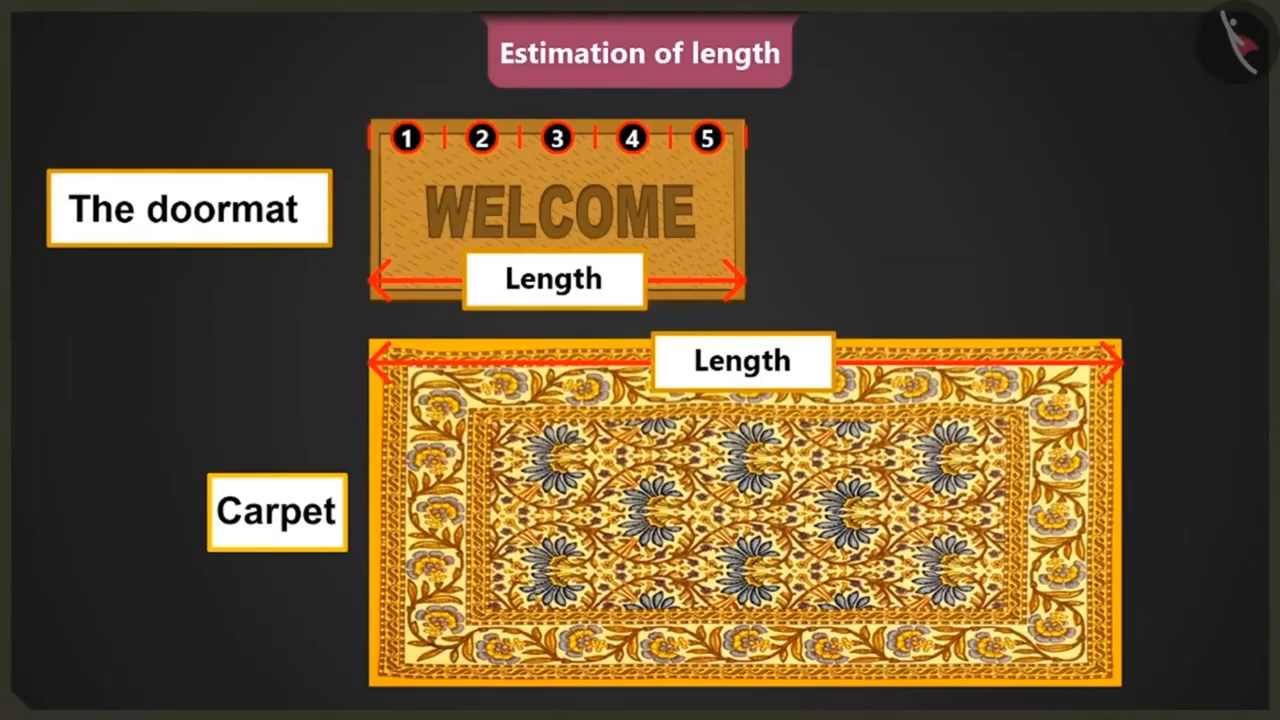 Estimation of length
1 2 3 4 5
The doormat
WELCOME
Length
Length
Carpet